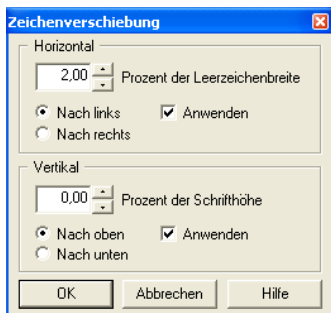 Zeichenverschiebung
Horizontal
2,00 Prozent der Leerzeichenbreite
Nach links Anwenden
Nach rechts
Vertikal
0,00 Prozent der Schrifthöhe
Nach oben Anwenden
Nach unten
OK Abbrechen Hilfe